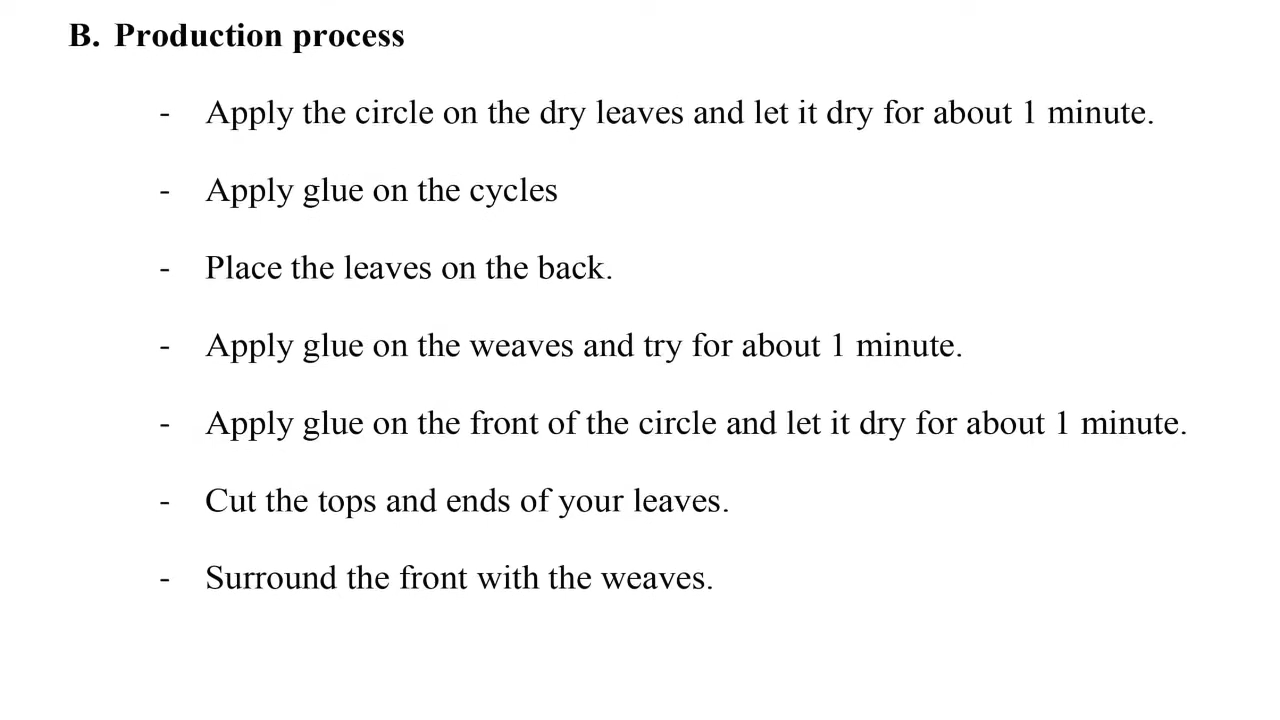 B. Production process
- Apply the circle on the dry leaves and let it dry for about 1 minute.
- Apply glue on the cycles
- Place the leaves on the back.
- Apply glue on the weaves and try for about 1 minute.
- Apply glue on the front of the circle and let it dry for about 1 minute.
- Cut the tops and ends of your leaves.
- Surround the front with the weaves.